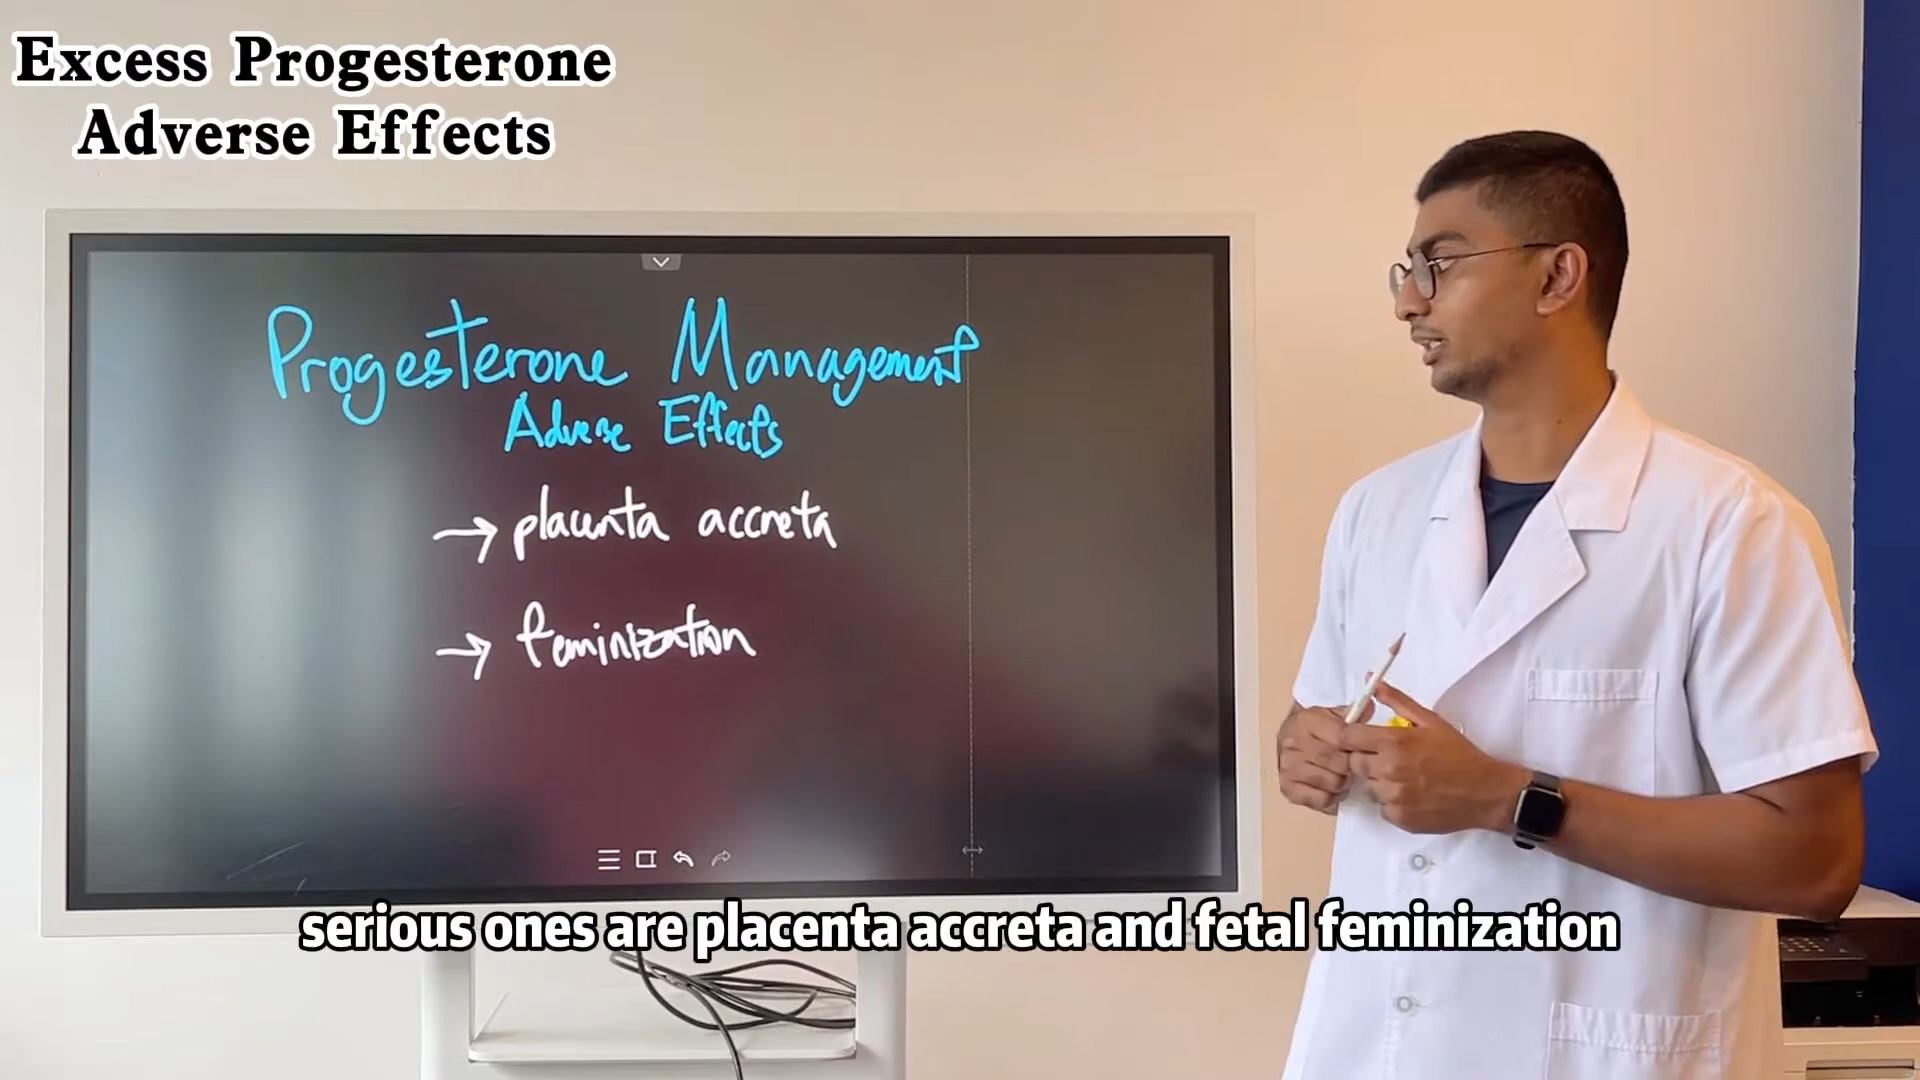 Excess Progesterone
Adverse Effects
Progesterone Management
Adverse Effects
→ placenta accreta
→ feminization
serious ones are placenta accreta and fetal feminization